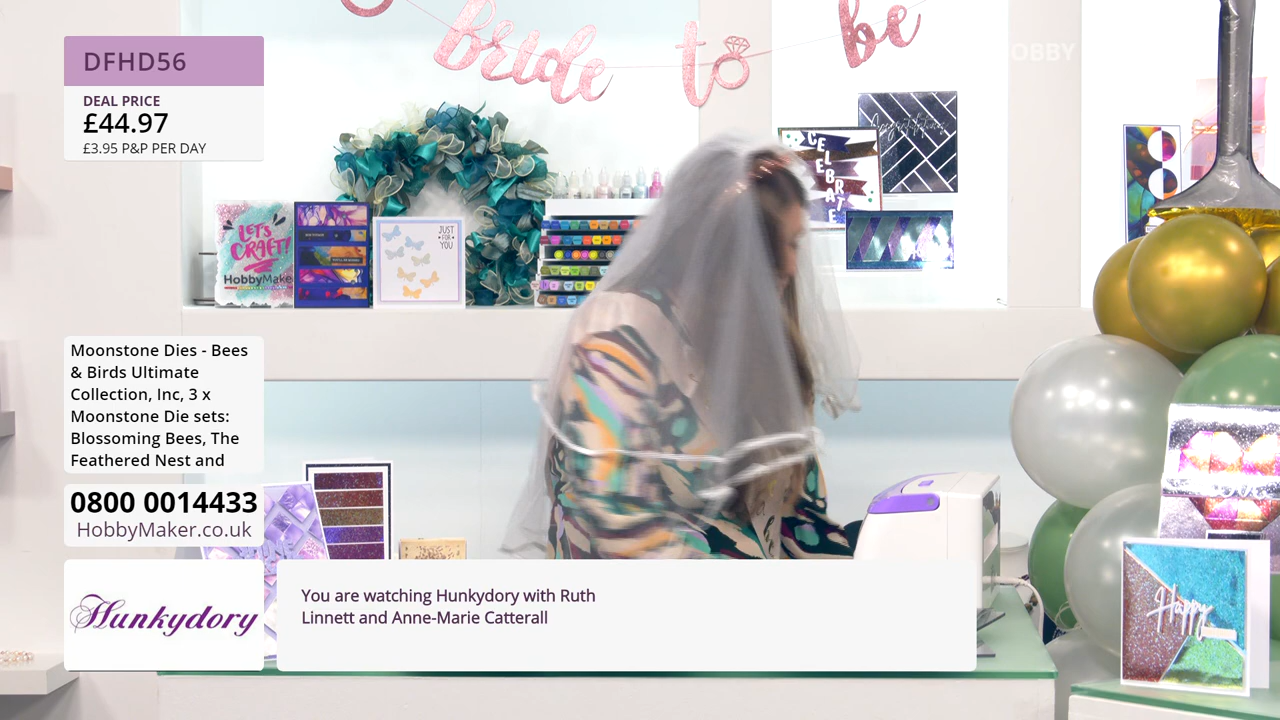 Bride to be
OBBY
DFHD56
DEAL PRICE
£44.97
£3.95 P&P PER DAY
Congratulations
CELEBRATE
LET'S
CRAFT!
HobbyMaker
JUST
FOR
YOU
Moonstone Dies - Bees
& Birds Ultimate
Collection, Inc, 3 x
Moonstone Die sets:
Blossoming Bees, The
Feathered Nest and
0800 0014433
HobbyMaker.co.uk
Hunkydory
You are watching Hunkydory with Ruth
Linnett and Anne-Marie Catterall
Happy